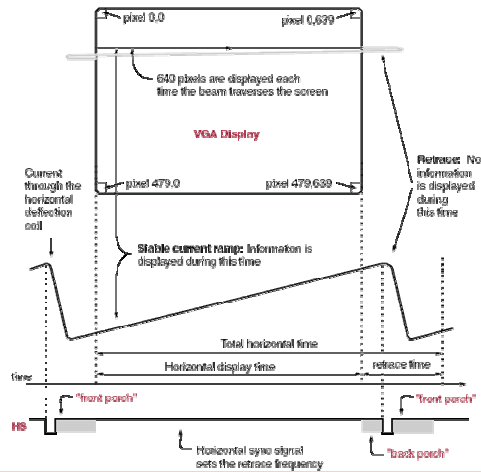 pixel 0,0
pixel 0,639
640 pixels are displayed each
time the beam traverses the screen
VGA Display
Current
through the
horizontal
deflection
coil
pixel 479,0
pixel 479,639
Retrace: No
information
is displayed
during
this time
Stable current ramp: Information is
displayed during this time
Total horizontal time
Horizontal display time
retrace time
time
"front porch"
"front porch"
HS
Horizontal sync signal
sets the retrace frequency
"back porch"